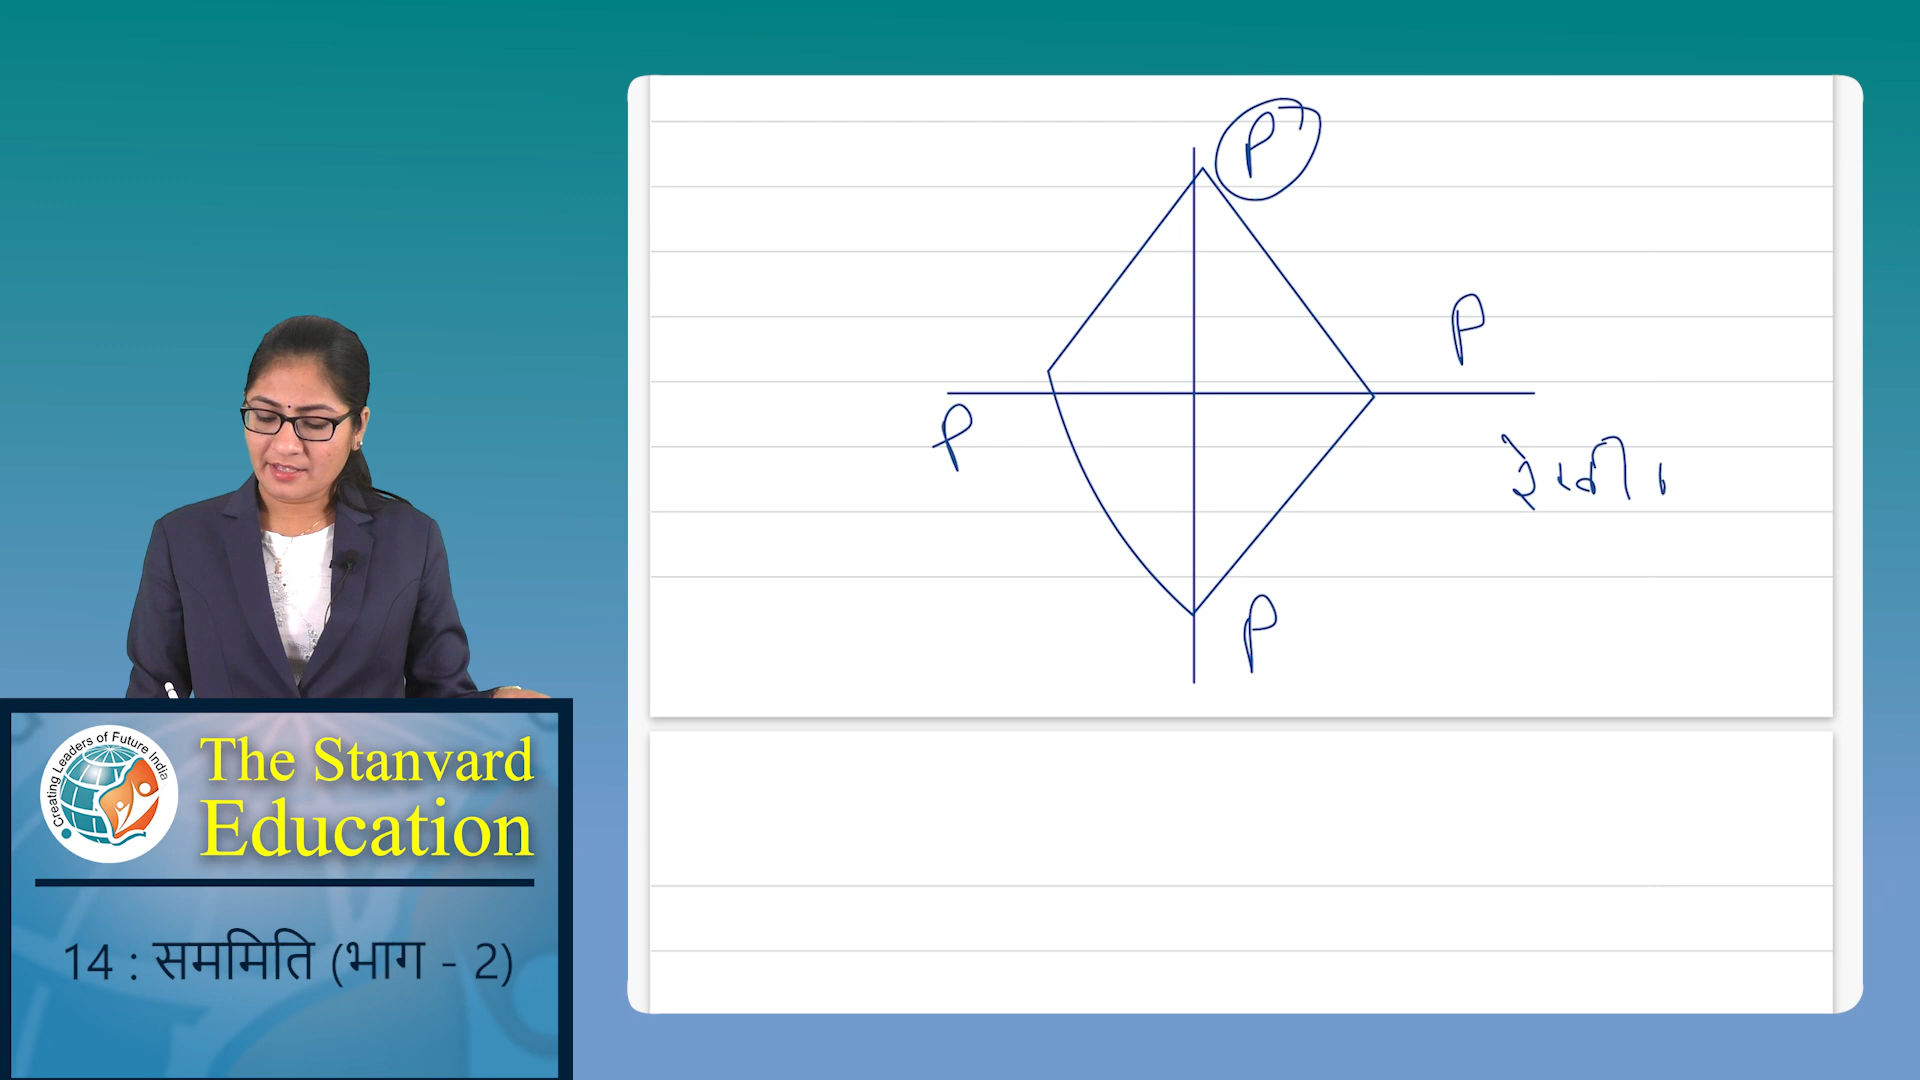 P
P
P
P
Creating Leaders of Future India
The Stanvard
Education
14 : सममिति (भाग - 2)